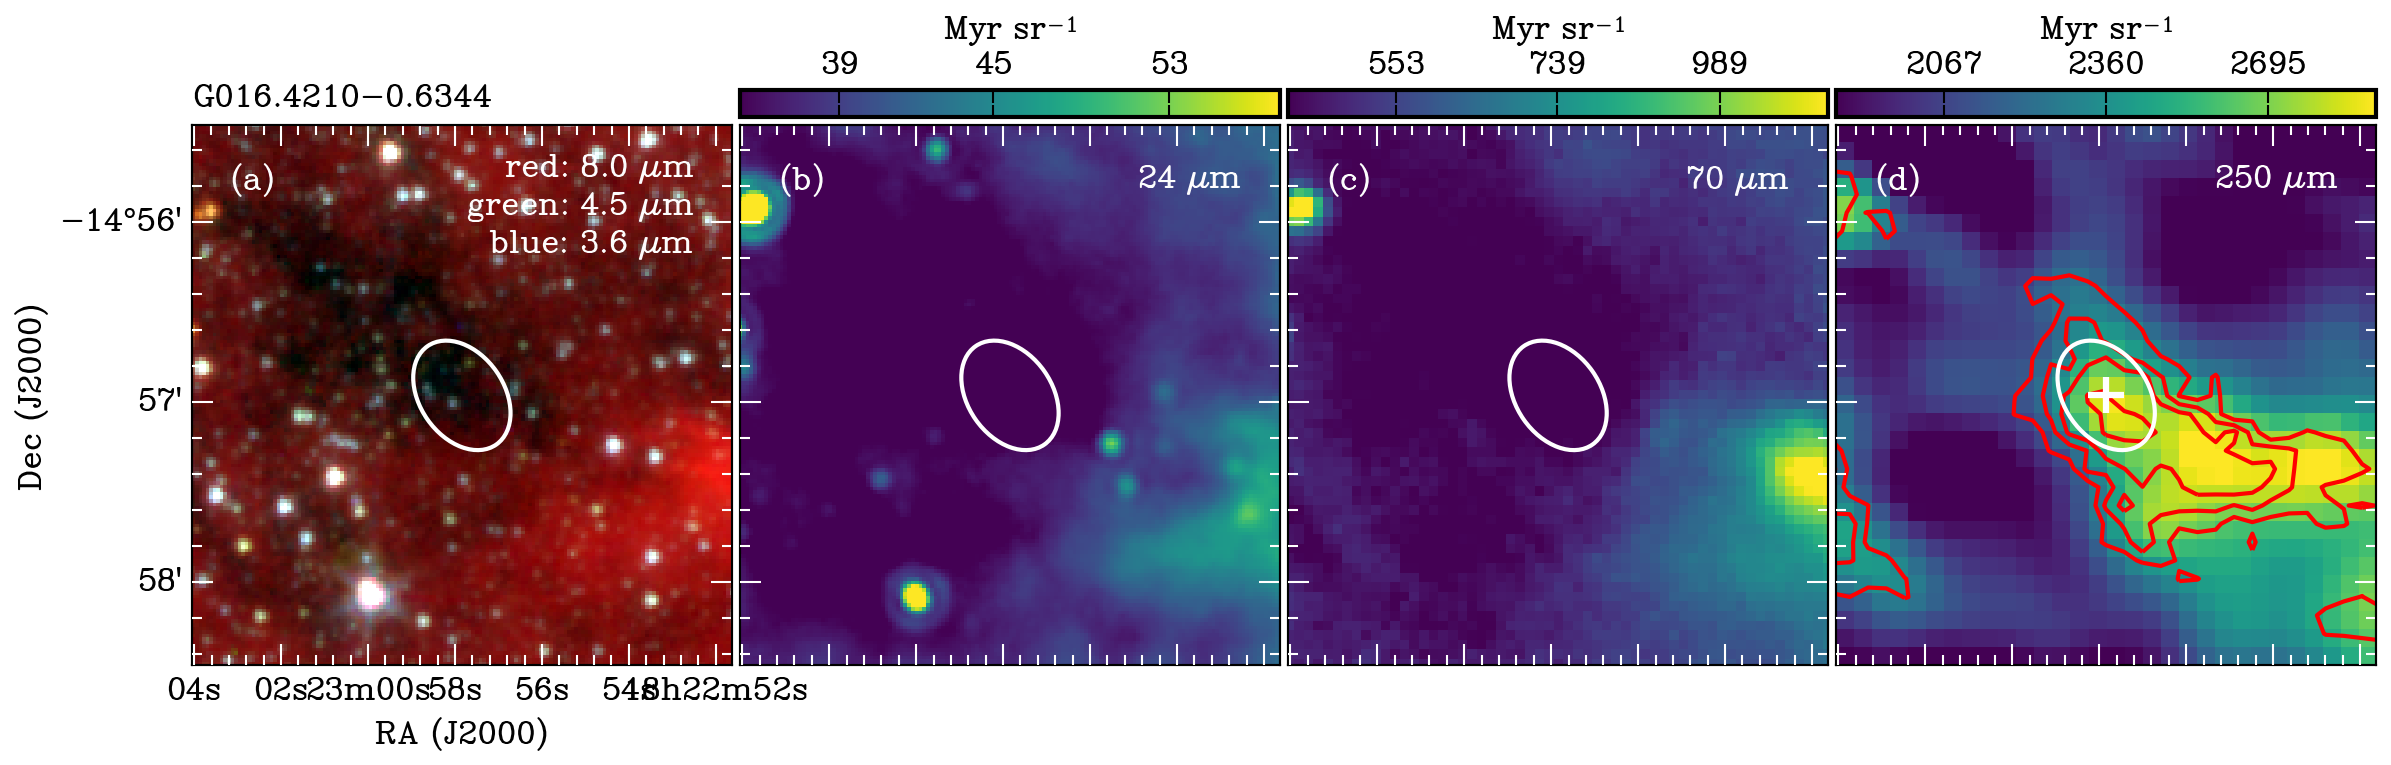 Myr sr⁻¹
39 45 53
Myr sr⁻¹
553 739 989
Myr sr⁻¹
2067 2360 2695
G016.4210−0.6344
(a)
red: 8.0 μm
green: 4.5 μm
blue: 3.6 μm
(b)
24 μm
(c)
70 μm
(d)
250 μm
−14°56'
57'
58'
Dec (J2000)
04s 02s 23m00s 58s 56s 54s 18h22m52s
RA (J2000)